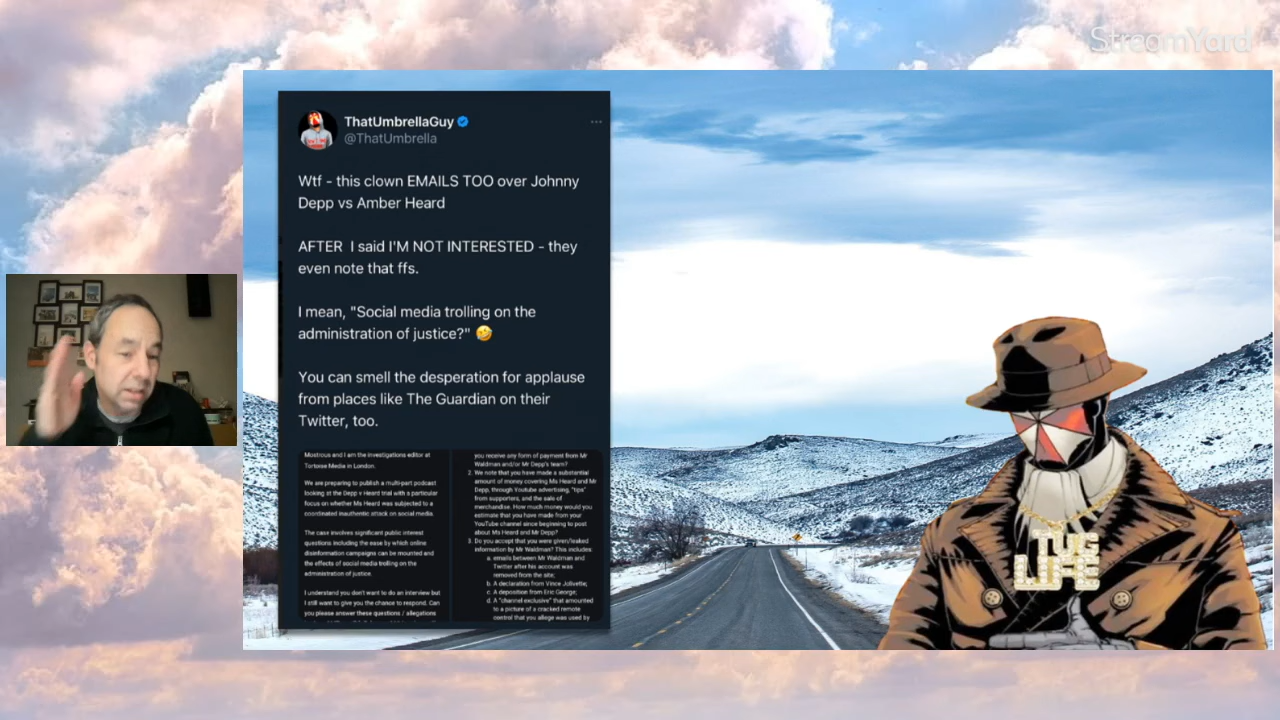 StreamYard
ThatUmbrellaGuy
@ThatUmbrella
Wtf - this clown EMAILS TOO over Johnny
Depp vs Amber Heard
AFTER I said I'M NOT INTERESTED - they
even note that ffs.
I mean, "Social media trolling on the
administration of justice?" 🤣
You can smell the desperation for applause
from places like The Guardian on their
Twitter, too.
Mostrous and I am the investigations editor at
Tortoise Media in London.
We are preparing to publish a multi-part podcast
looking at the Depp v Heard trial with a particular
focus on whether Ms Heard was subjected to a
coordinated inauthentic attack on social media.
The case involves significant public interest
questions including the ease by which online
disinformation campaigns can be mounted and
the effects of social media trolling on the
administration of justice.
I understand you don't want to do an interview but
I still want to give you the chance to respond. Can
you please answer these questions / allegations
you receive any form of payment from Mr
Waldman and/or Mr Depp's team?
2. We note that you have made a substantial
amount of money covering Ms Heard and Mr
Depp, through Youtube advertising, "tips"
from supporters, and the sale of
merchandise. How much money would you
estimate that you have made from your
YouTube channel since beginning to post
about Ms Heard and Mr Depp?
3. Do you accept that you were given/leaked
information by Mr Waldman? This includes:
a. emails between Mr Waldman and
Twitter after his account was
removed from the site;
b. A declaration from Vince Jolivette;
c. A deposition from Eric George;
d. A "channel exclusive" that amounted
to a picture of a cracked remote
control that you allege was used by
THE
LIFE